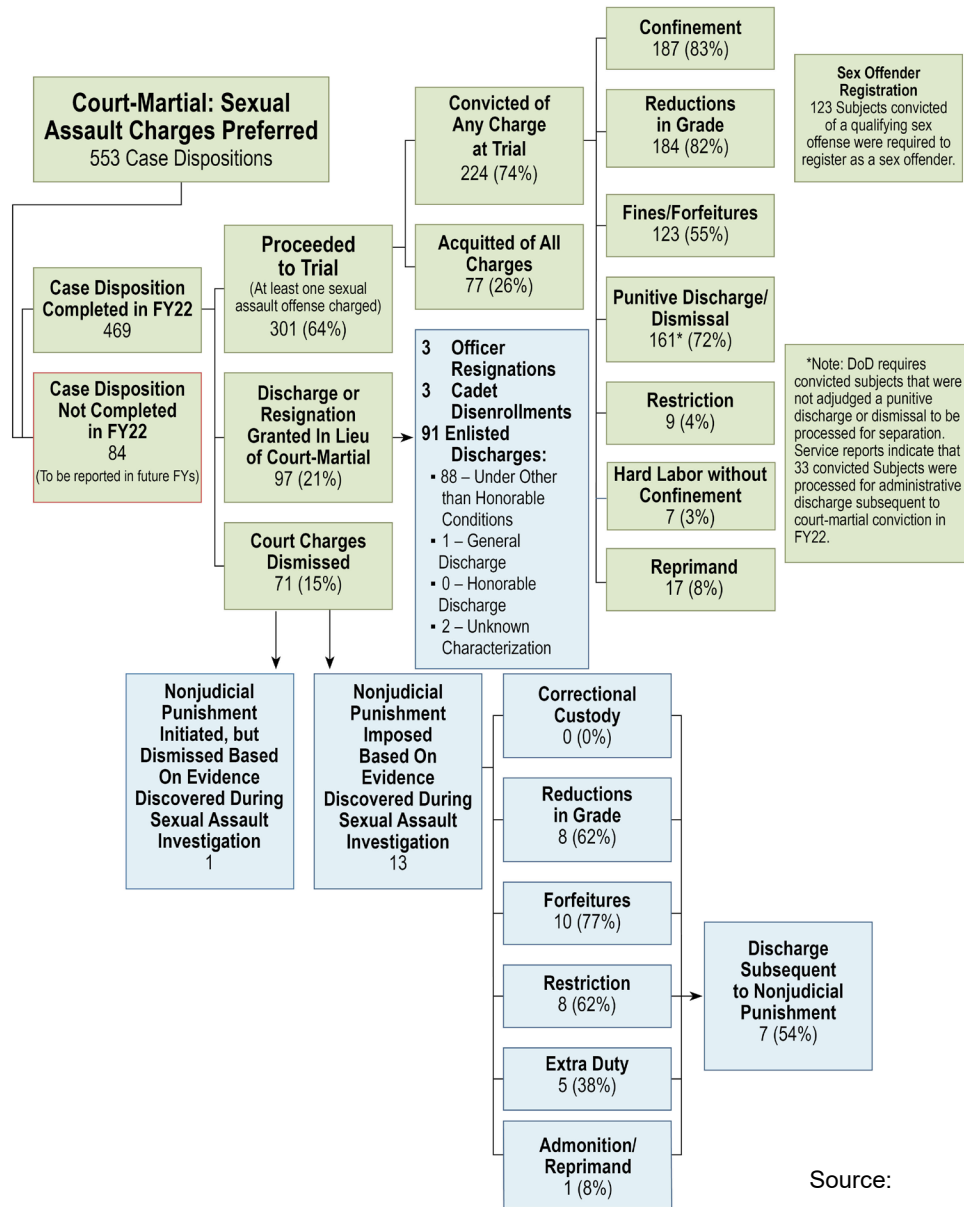 Court-Martial: Sexual
Assault Charges Preferred
553 Case Dispositions
Case Disposition
Completed in FY22
469
Case Disposition
Not Completed
in FY22
84
(To be reported in future FYs)
Proceeded
to Trial
(At least one sexual
assault offense charged)
301 (64%)
Discharge or
Resignation
Granted In Lieu
of Court-Martial
97 (21%)
Court Charges
Dismissed
71 (15%)
Convicted of
Any Charge
at Trial
224 (74%)
Acquitted of All
Charges
77 (26%)
3 Officer
Resignations
3 Cadet
Disenrollments
91 Enlisted
Discharges:
▪ 88 – Under Other
than Honorable
Conditions
▪ 1 – General
Discharge
▪ 0 – Honorable
Discharge
▪ 2 – Unknown
Characterization
Confinement
187 (83%)
Reductions
in Grade
184 (82%)
Fines/Forfeitures
123 (55%)
Punitive Discharge/
Dismissal
161* (72%)
Restriction
9 (4%)
Hard Labor without
Confinement
7 (3%)
Reprimand
17 (8%)
Sex Offender
Registration
123 Subjects convicted
of a qualifying sex
offense were required to
register as a sex offender.
*Note: DoD requires
convicted subjects that were
not adjudged a punitive
discharge or dismissal to be
processed for separation.
Service reports indicate that
33 convicted Subjects were
processed for administrative
discharge subsequent to
court-martial conviction in
FY22.
Nonjudicial
Punishment
Initiated, but
Dismissed Based
On Evidence
Discovered During
Sexual Assault
Investigation
1
Nonjudicial
Punishment
Imposed
Based On
Evidence
Discovered During
Sexual Assault
Investigation
13
Correctional
Custody
0 (0%)
Reductions
in Grade
8 (62%)
Forfeitures
10 (77%)
Restriction
8 (62%)
Extra Duty
5 (38%)
Admonition/
Reprimand
1 (8%)
Discharge
Subsequent
to Nonjudicial
Punishment
7 (54%)
Source: